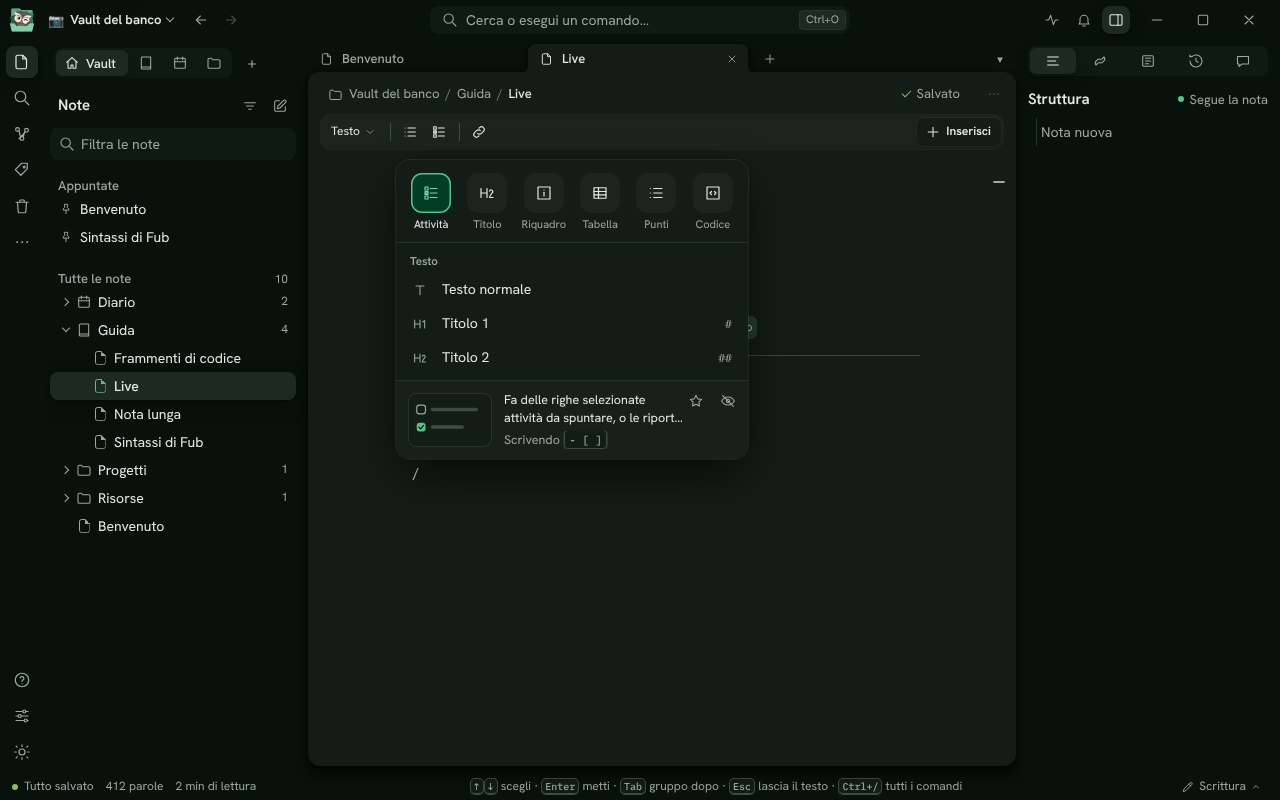 Vault del banco
Cerca o esegui un comando…
Ctrl+O
Vault
Benvenuto
Live
Note
Filtra le note
Appuntate
Benvenuto
Sintassi di Fub
Tutte le note 10
Diario 2
Guida 4
Frammenti di codice
Live
Nota lunga
Sintassi di Fub
Progetti 1
Risorse 1
Benvenuto
Vault del banco / Guida / Live
Salvato
Testo
Inserisci
Attività
H2
Titolo
Riquadro
Tabella
Punti
Codice
Testo
T Testo normale
H1 Titolo 1 #
H2 Titolo 2 ##
Fa delle righe selezionate
attività da spuntare, o le riport…
Scrivendo - [ ]
/
Struttura
Segue la nota
Nota nuova
Tutto salvato 412 parole 2 min di lettura
↑ ↓ scegli · Enter metti · Tab gruppo dopo · Esc lascia il testo · Ctrl+/ tutti i comandi
Scrittura